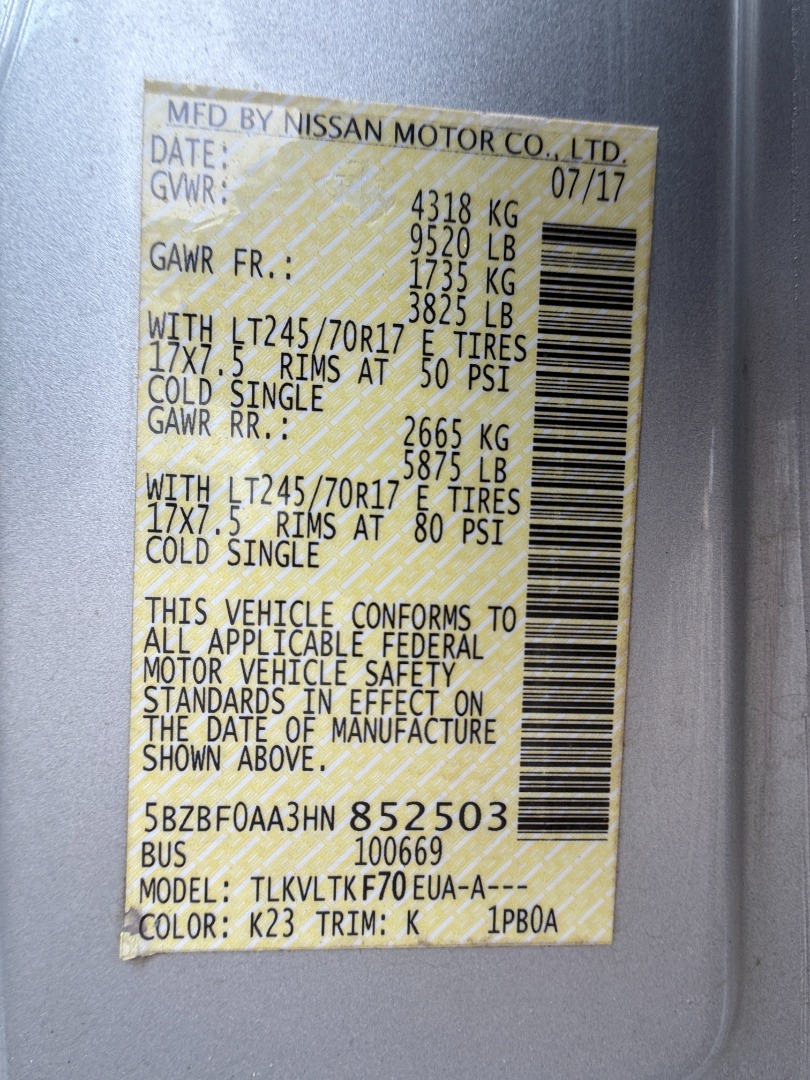 MFD BY NISSAN MOTOR CO., LTD.
DATE: 07/17
GVWR: 4318 KG
9520 LB
GAWR FR.: 1735 KG
3825 LB
WITH LT245/70R17 E TIRES
17X7.5 RIMS AT 50 PSI
COLD SINGLE
GAWR RR.: 2665 KG
5875 LB
WITH LT245/70R17 E TIRES
17X7.5 RIMS AT 80 PSI
COLD SINGLE
THIS VEHICLE CONFORMS TO
ALL APPLICABLE FEDERAL
MOTOR VEHICLE SAFETY
STANDARDS IN EFFECT ON
THE DATE OF MANUFACTURE
SHOWN ABOVE.
5BZBF0AA3HN 852503
BUS 100669
MODEL: TLKVLTK F70 EUA-A---
COLOR: K23 TRIM: K 1PB0A